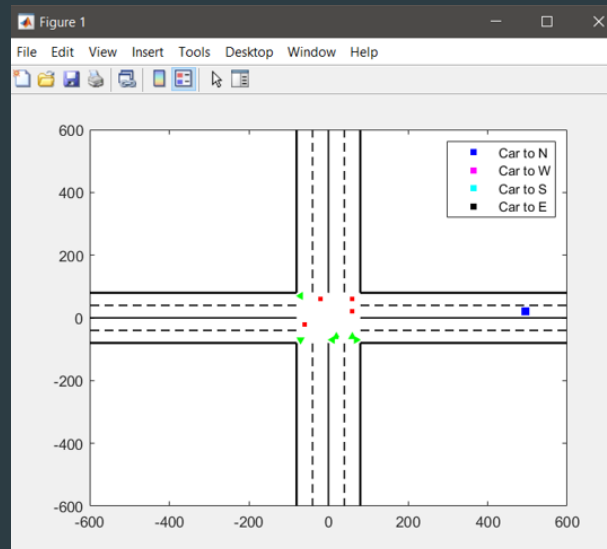 Figure 1
File Edit View Insert Tools Desktop Window Help
600
400
200
0
-200
-400
-600
-600 -400 -200 0 200 400 600
Car to N
Car to W
Car to S
Car to E